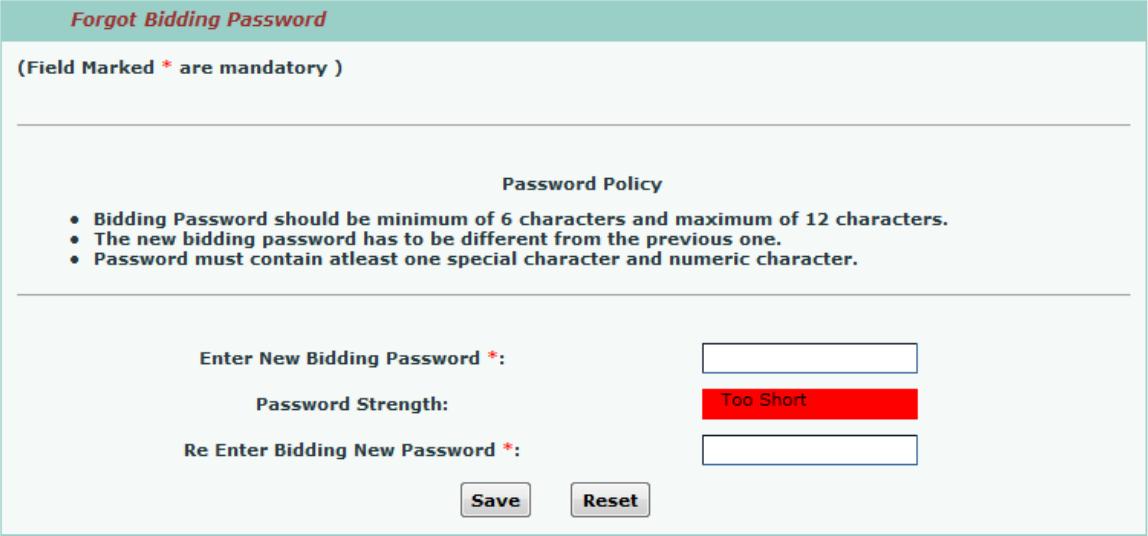 Forgot Bidding Password
(Field Marked * are mandatory )
Password Policy
• Bidding Password should be minimum of 6 characters and maximum of 12 characters.
• The new bidding password has to be different from the previous one.
• Password must contain atleast one special character and numeric character.
Enter New Bidding Password *:
Password Strength: Too Short
Re Enter Bidding New Password *:
Save Reset